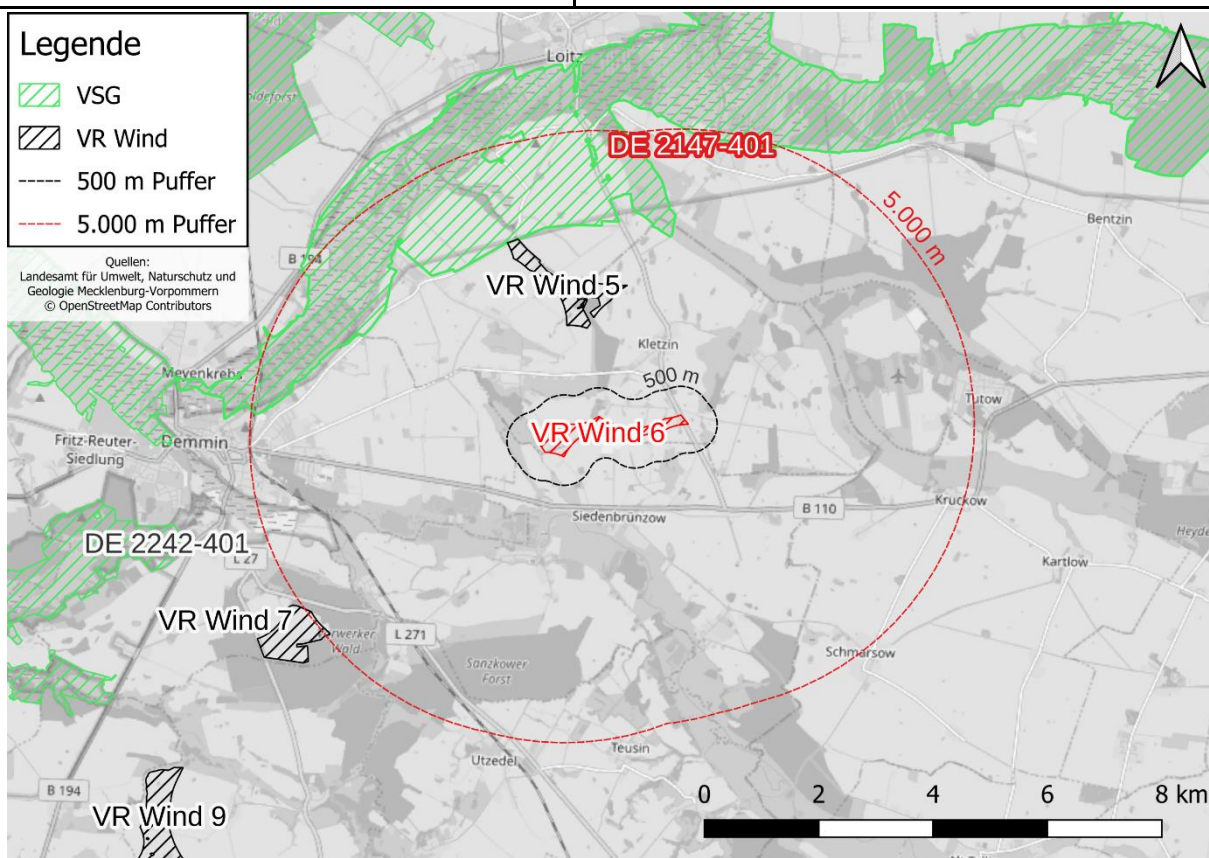 Legende
VSG
VR Wind
500 m Puffer
5.000 m Puffer
Quellen:
Landesamt für Umwelt, Naturschutz und
Geologie Mecklenburg-Vorpommern
© OpenStreetMap Contributors
Loitz
DE 2147-401
5.000 m
Bentzin
B 194
VR Wind 5
Kletzin
500 m
Meyenkrebs
Tutow
Fritz-Reuter-
Siedlung
Demmin
VR Wind 6
Siedenbrünzow
B 110
Kruckow
DE 2242-401
L 27
Kartlow
VR Wind 7
Wald
L 271
Sanzkower
Forst
Schmarsow
Teusin
Utzedel
B 194
VR Wind 9
0 2 4 6 8 km